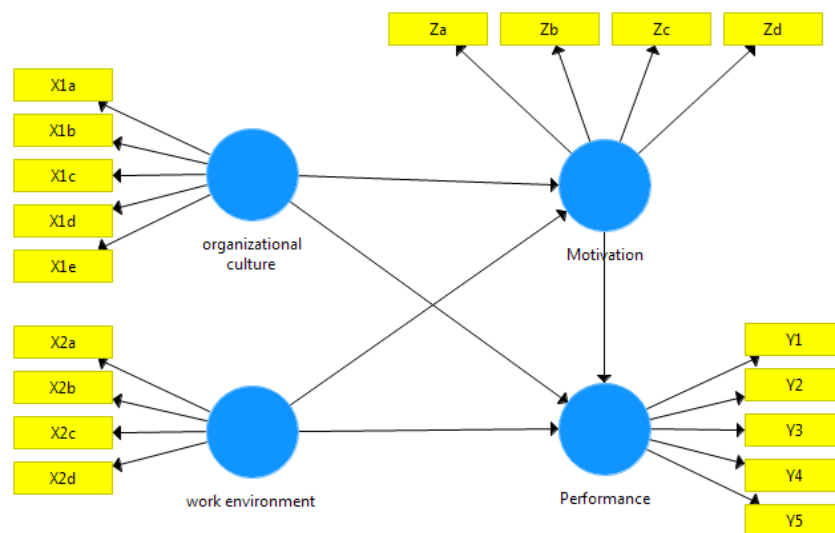 Za
Zb
Zc
Zd
X1a
X1b
X1c
X1d
X1e
organizational
culture
Motivation
X2a
X2b
X2c
X2d
work environment
Performance
Y1
Y2
Y3
Y4
Y5